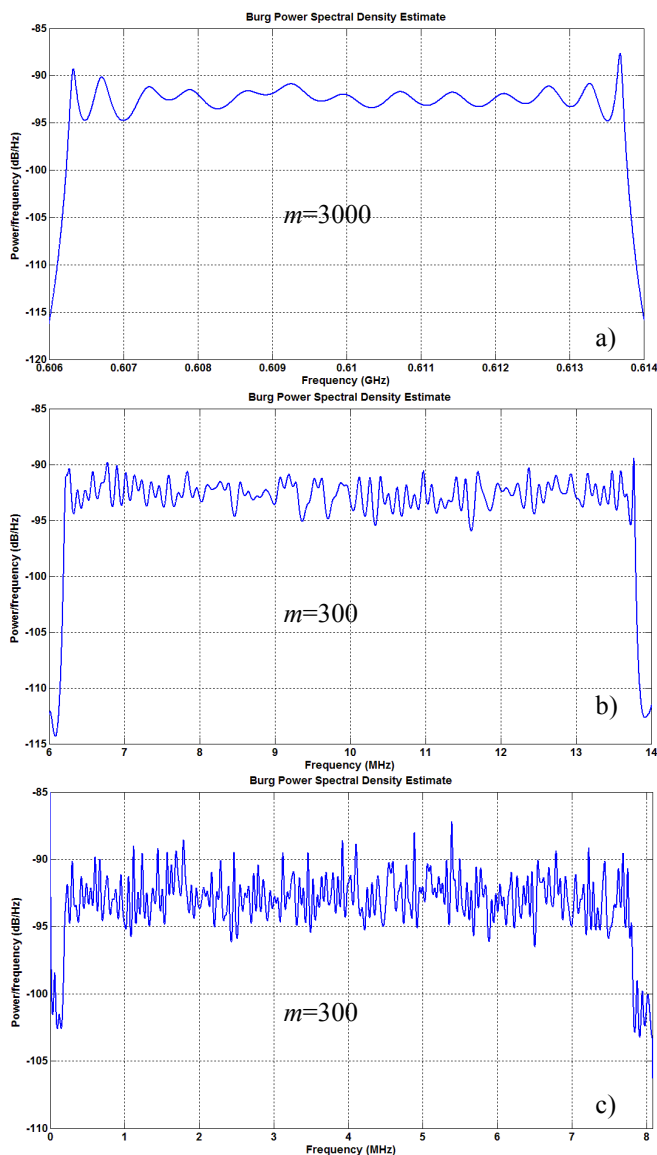 Burg Power Spectral Density Estimate
Power/frequency (dB/Hz)
-85
-90
-95
-100
-105
-110
-115
-120
m=3000
a)
0.606 0.607 0.608 0.609 0.61 0.611 0.612 0.613 0.614
Frequency (GHz)
Burg Power Spectral Density Estimate
Power/frequency (dB/Hz)
-85
-90
-95
-100
-105
-110
-115
m=300
b)
6 7 8 9 10 11 12 13 14
Frequency (MHz)
Burg Power Spectral Density Estimate
Power/frequency (dB/Hz)
-85
-90
-95
-100
-105
-110
m=300
c)
0 1 2 3 4 5 6 7 8
Frequency (MHz)